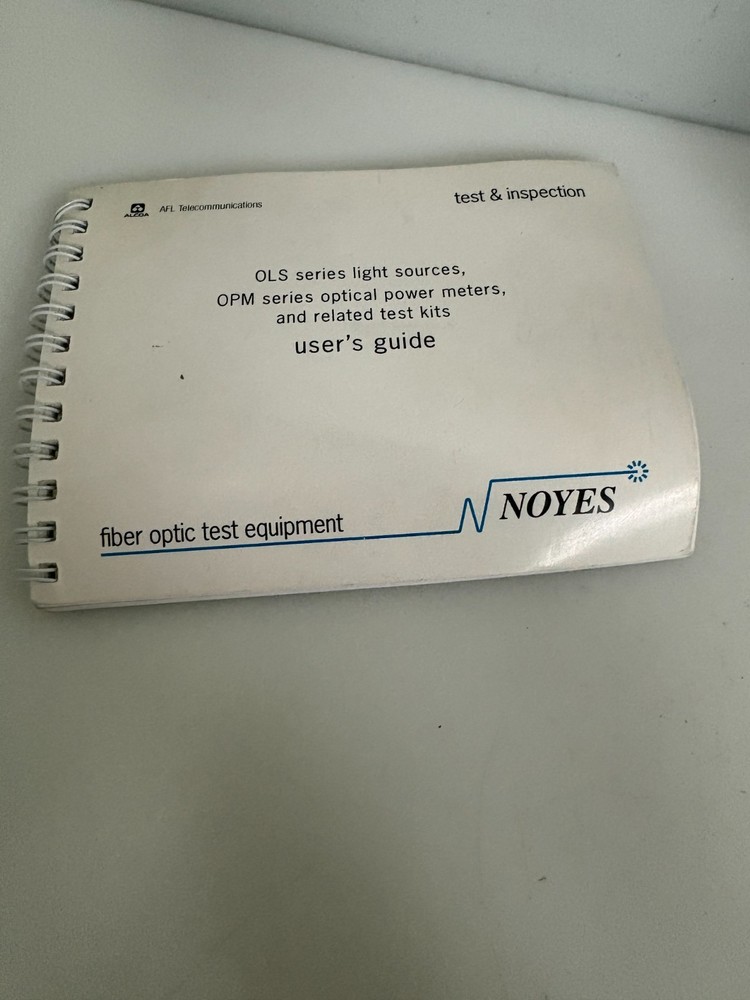 ALCOA AFL Telecommunications
test & inspection
OLS series light sources,
OPM series optical power meters,
and related test kits
user's guide
fiber optic test equipment
NOYES